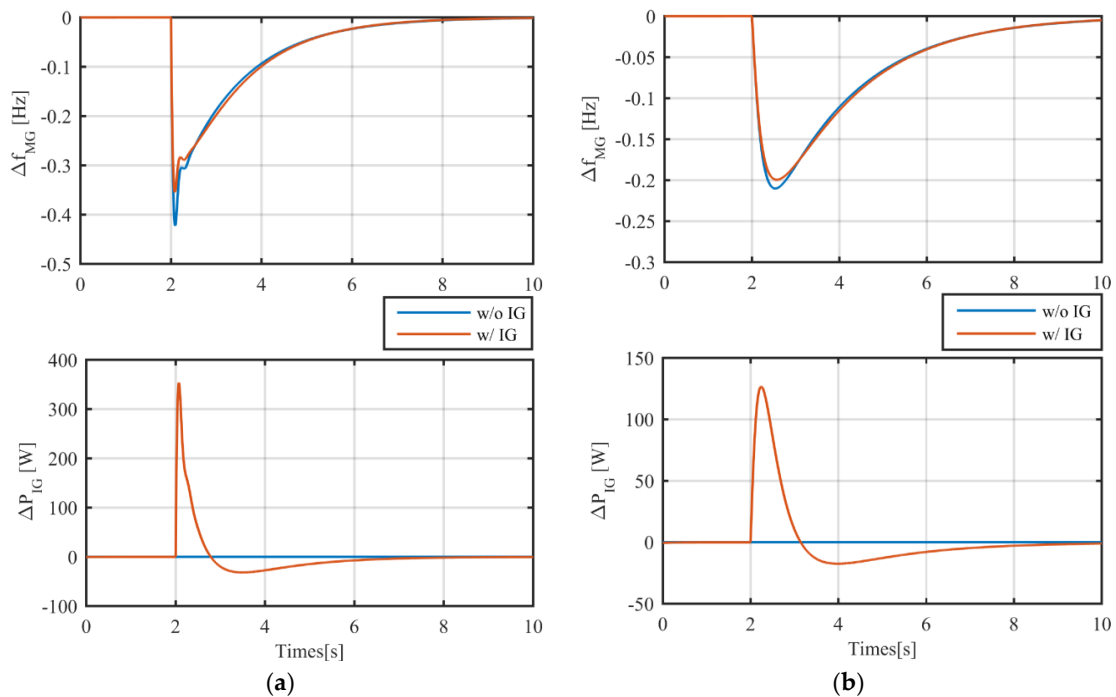 0
-0.1
-0.2
-0.3
-0.4
-0.5
Δf_MG [Hz]
0 2 4 6 8 10
w/o IG
w/ IG
400
300
200
100
0
-100
ΔP_IG [W]
0 2 4 6 8 10
Times[s]
(a)
0
-0.05
-0.1
-0.15
-0.2
-0.25
-0.3
Δf_MG [Hz]
0 2 4 6 8 10
w/o IG
w/ IG
150
100
50
0
-50
ΔP_IG [W]
0 2 4 6 8 10
Times[s]
(b)